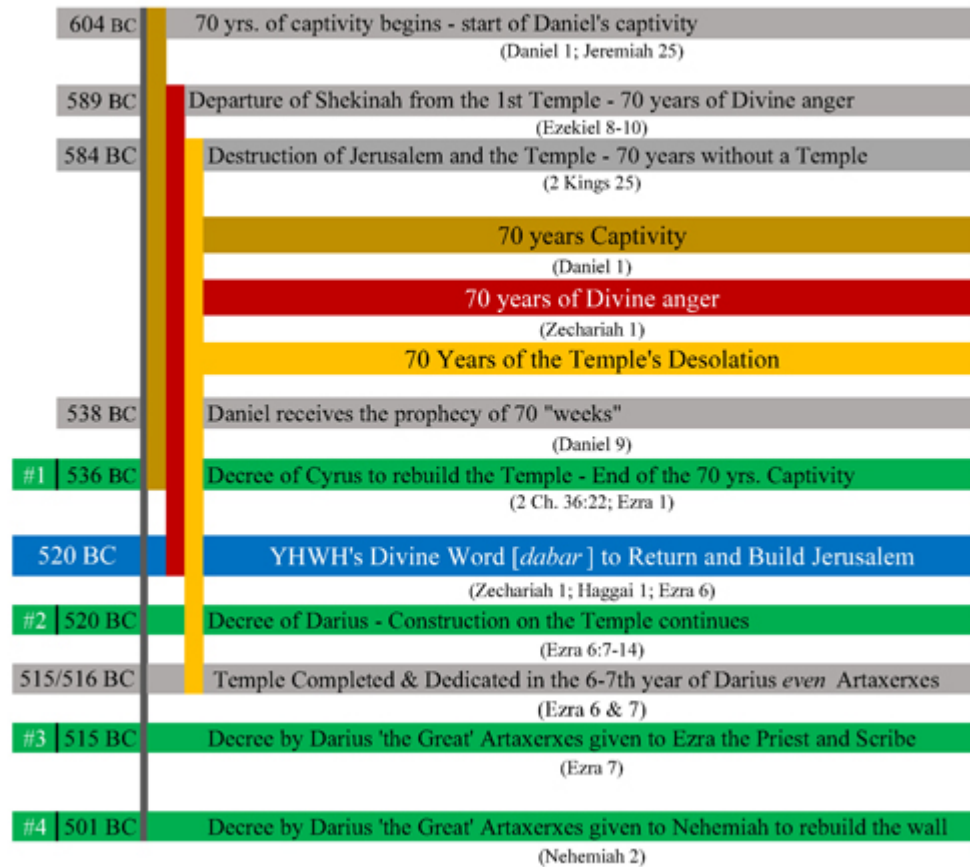 604 BC 70 yrs. of captivity begins - start of Daniel's captivity
(Daniel 1; Jeremiah 25)
589 BC Departure of Shekinah from the 1st Temple - 70 years of Divine anger
(Ezekiel 8-10)
584 BC Destruction of Jerusalem and the Temple - 70 years without a Temple
(2 Kings 25)
70 years Captivity
(Daniel 1)
70 years of Divine anger
(Zechariah 1)
70 Years of the Temple's Desolation
538 BC Daniel receives the prophecy of 70 "weeks"
(Daniel 9)
#1 536 BC Decree of Cyrus to rebuild the Temple - End of the 70 yrs. Captivity
(2 Ch. 36:22; Ezra 1)
520 BC YHWH's Divine Word [dabar ] to Return and Build Jerusalem
(Zechariah 1; Haggai 1; Ezra 6)
#2 520 BC Decree of Darius - Construction on the Temple continues
(Ezra 6:7-14)
515/516 BC Temple Completed & Dedicated in the 6-7th year of Darius even Artaxerxes
(Ezra 6 & 7)
#3 515 BC Decree by Darius 'the Great' Artaxerxes given to Ezra the Priest and Scribe
(Ezra 7)
#4 501 BC Decree by Darius 'the Great' Artaxerxes given to Nehemiah to rebuild the wall
(Nehemiah 2)